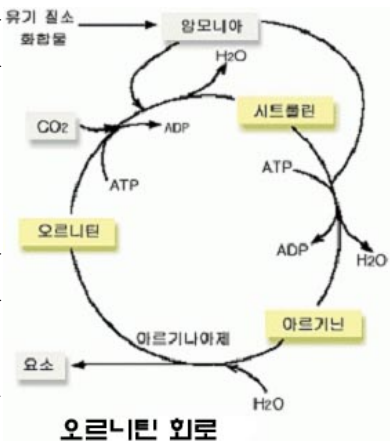 유기 질소
화합물
암모니아
H₂O
시트룰린
CO₂
ADP
ATP
ATP
오르니틴
ADP
H₂O
아르기닌
아르기나아제
요소
H₂O
오르니틴 회로